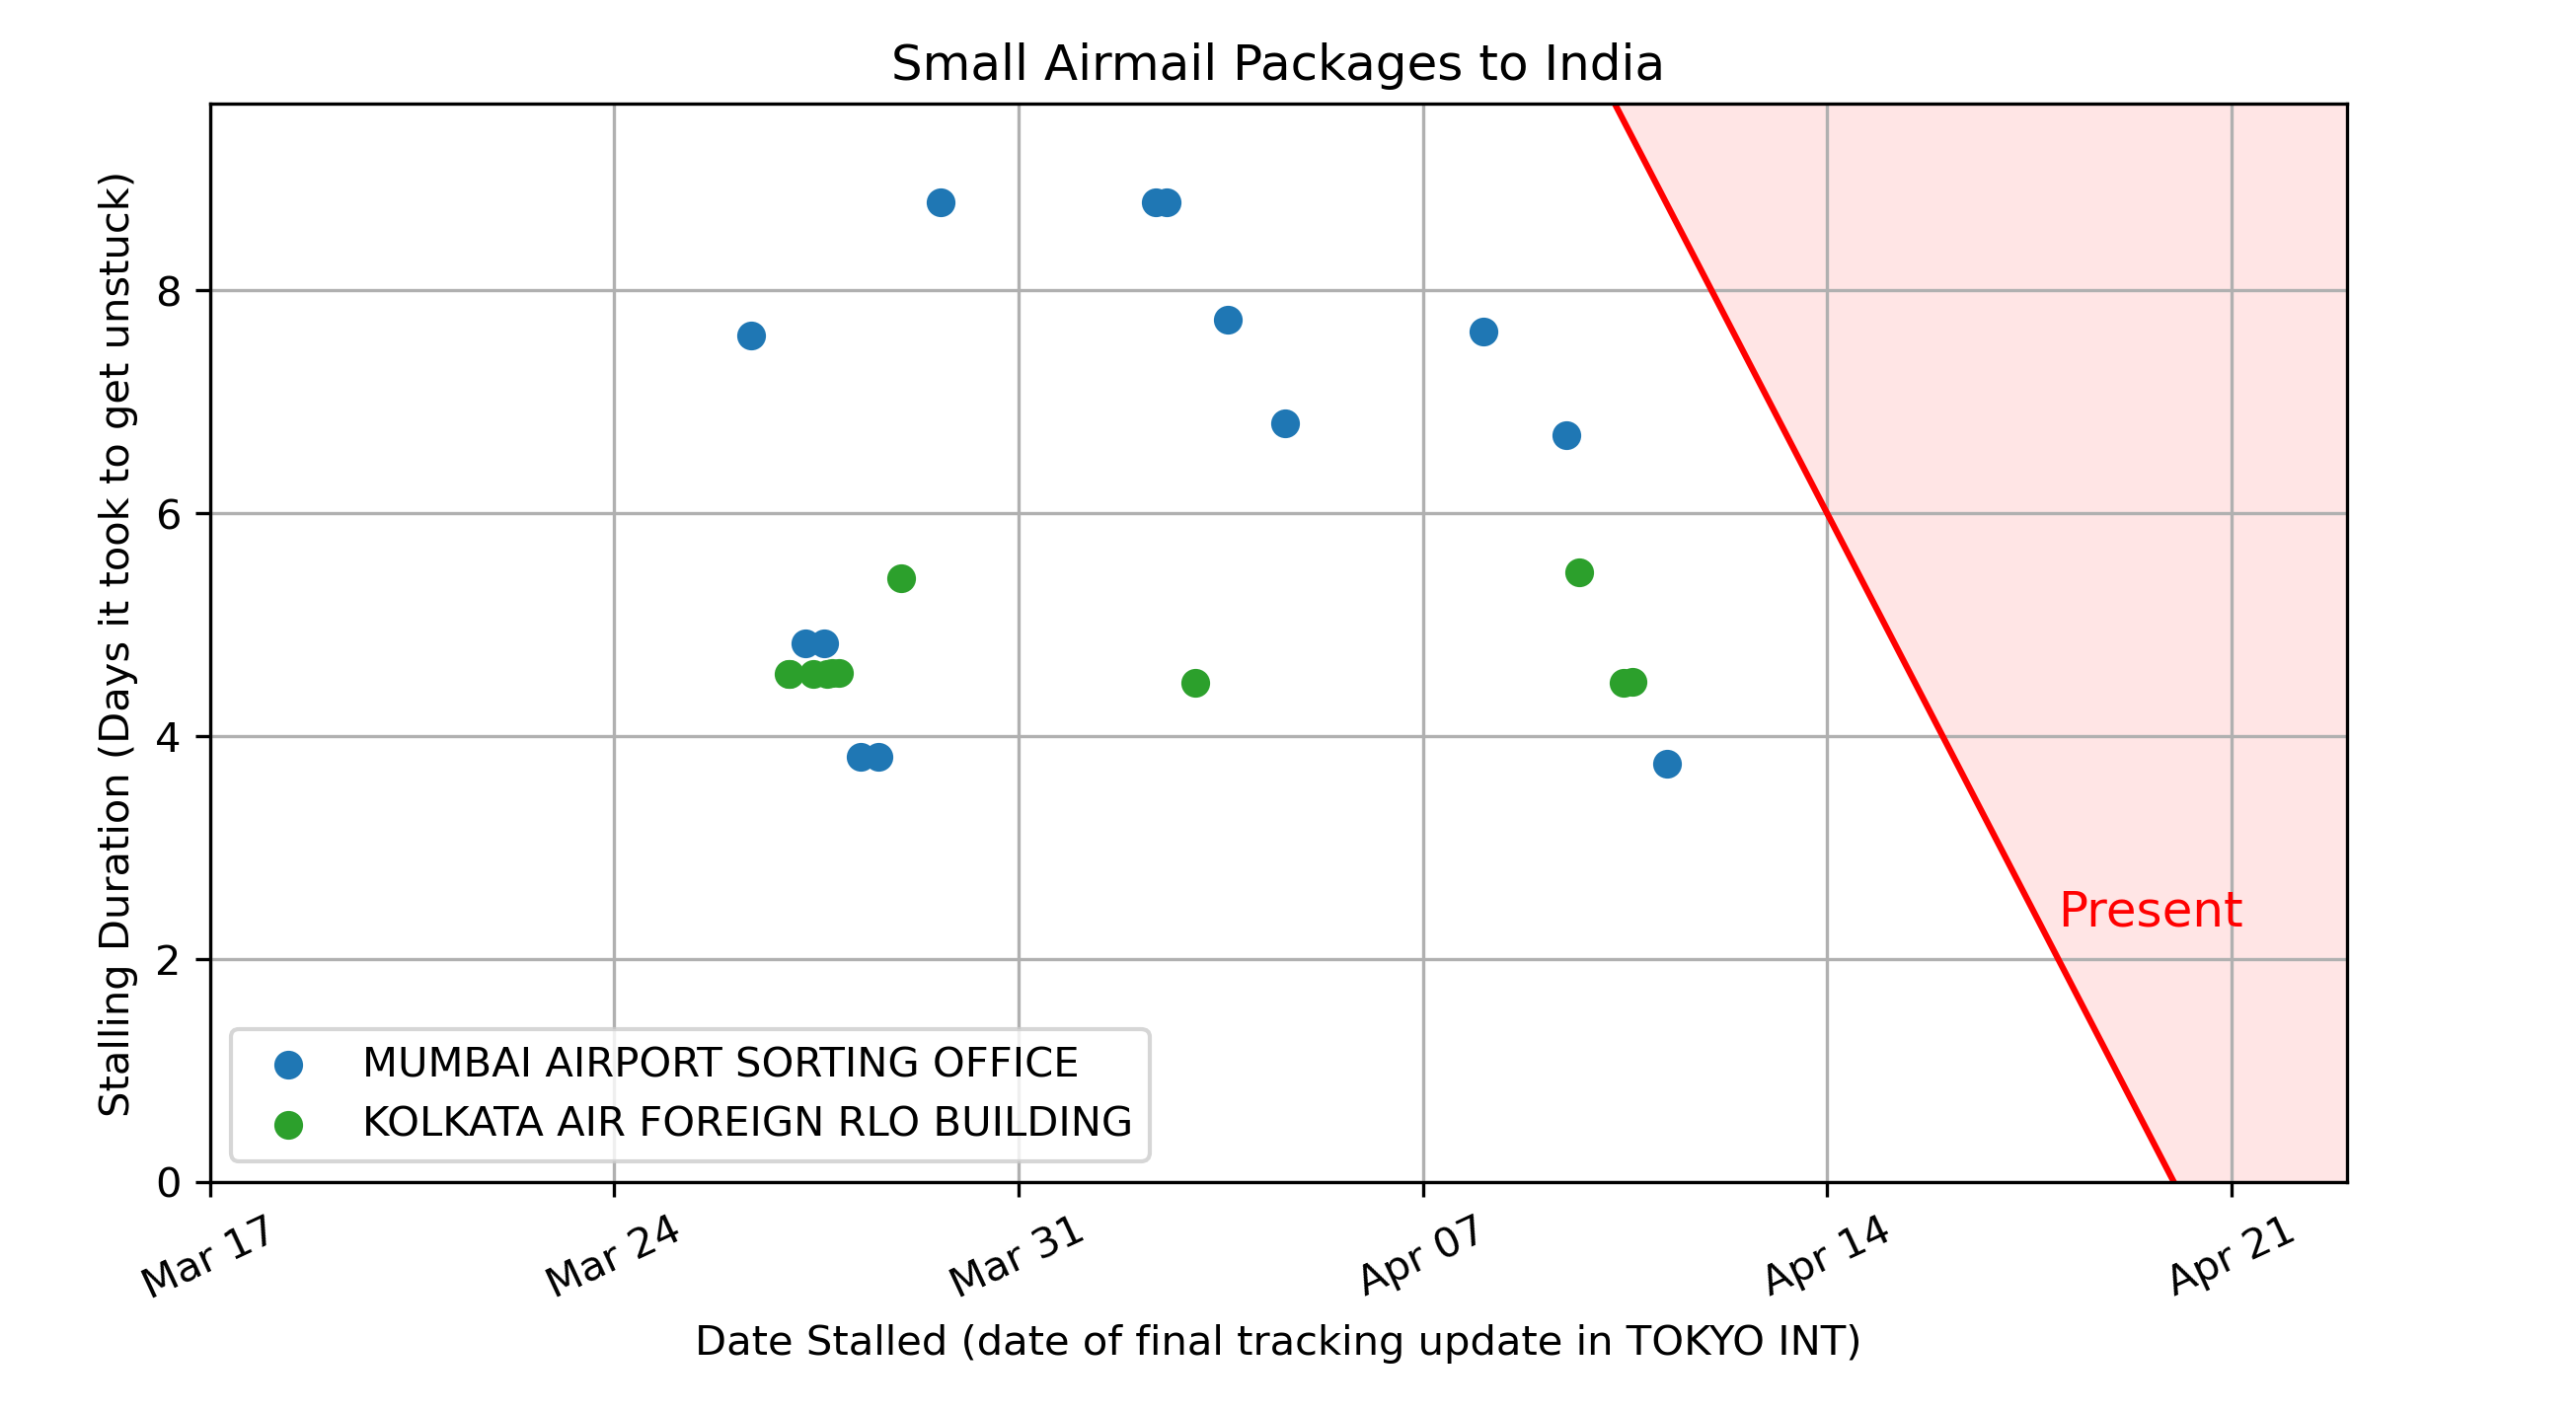 Small Airmail Packages to India
Stalling Duration (Days it took to get unstuck)
8
6
4
2
0
Present
MUMBAI AIRPORT SORTING OFFICE
KOLKATA AIR FOREIGN RLO BUILDING
Mar 17
Mar 24
Mar 31
Apr 07
Apr 14
Apr 21
Date Stalled (date of final tracking update in TOKYO INT)